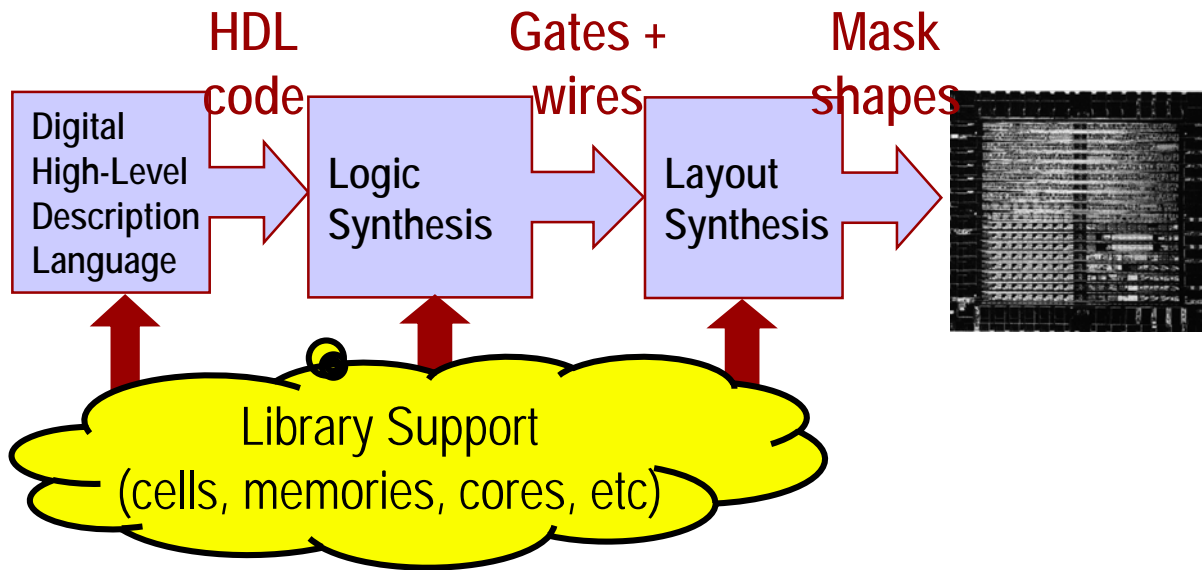 HDL
code
Gates +
wires
Mask
shapes
Digital
High-Level
Description
Language
Logic
Synthesis
Layout
Synthesis
Library Support
(cells, memories, cores, etc)